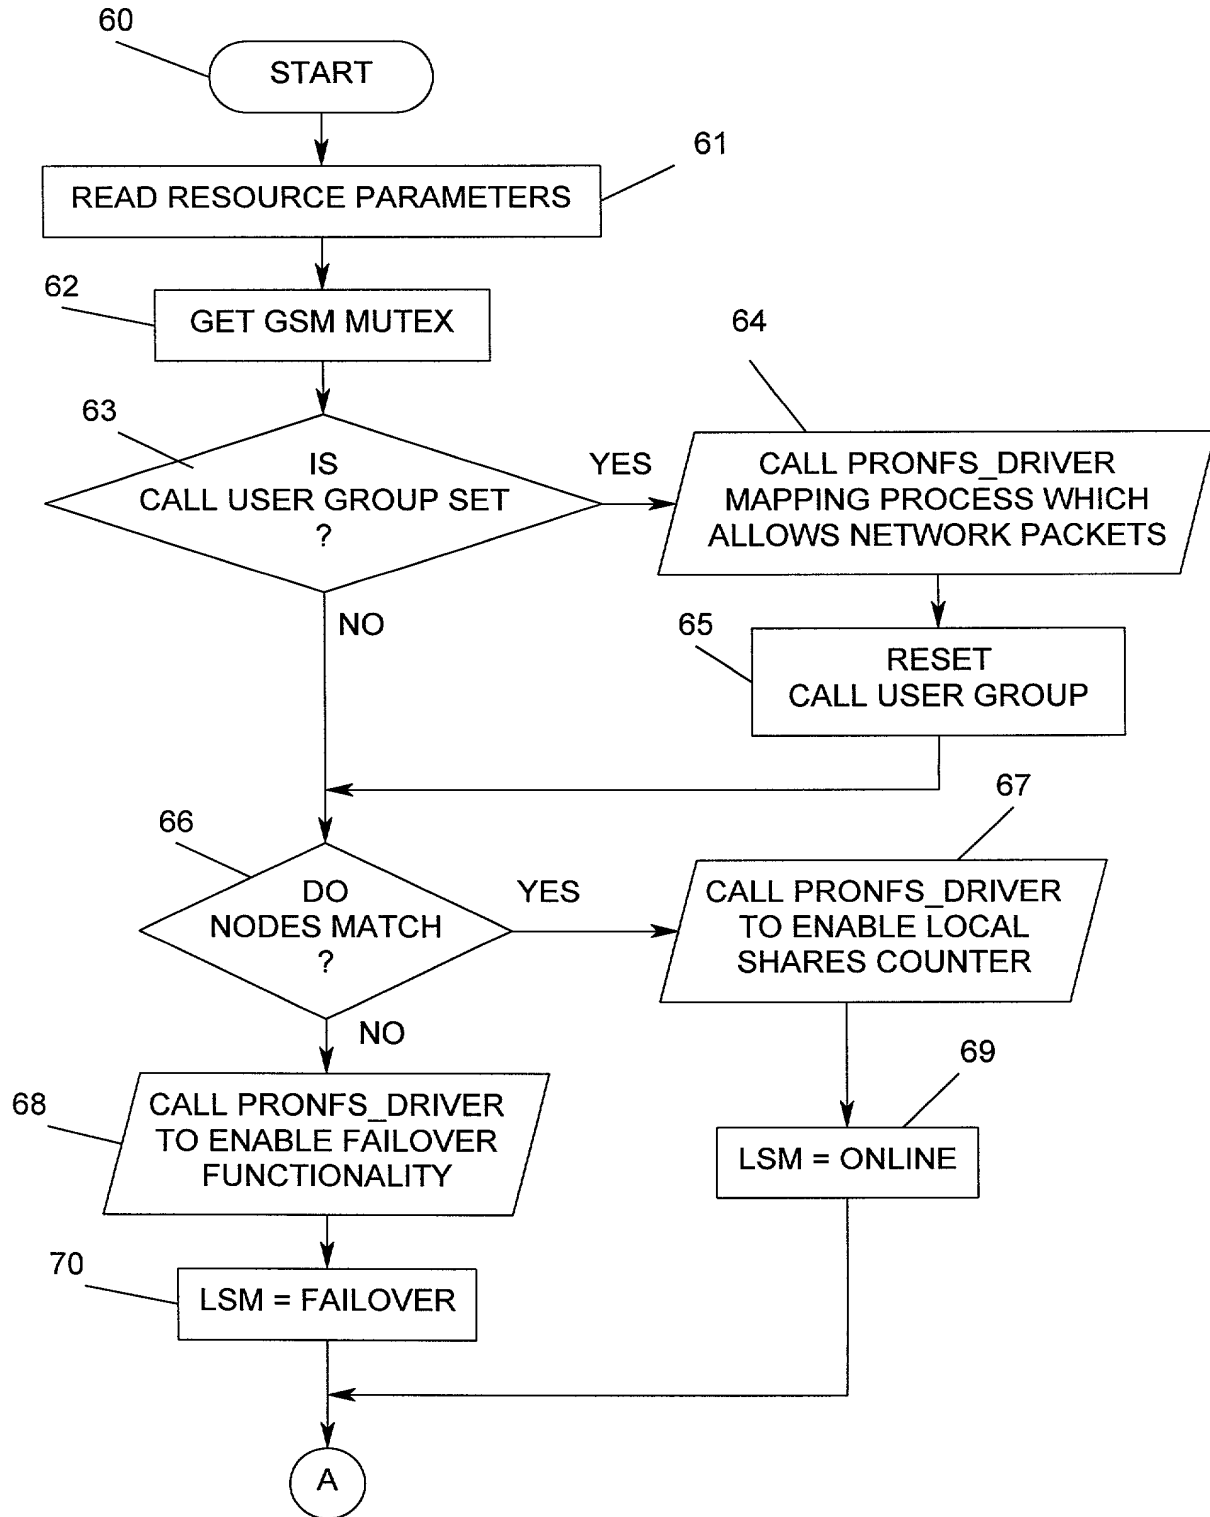 60
START
61
READ RESOURCE PARAMETERS
62
GET GSM MUTEX
63
IS
CALL USER GROUP SET
?
YES
NO
64
CALL PRONFS_DRIVER
MAPPING PROCESS WHICH
ALLOWS NETWORK PACKETS
65
RESET
CALL USER GROUP
66
DO
NODES MATCH
?
YES
NO
67
CALL PRONFS_DRIVER
TO ENABLE LOCAL
SHARES COUNTER
68
CALL PRONFS_DRIVER
TO ENABLE FAILOVER
FUNCTIONALITY
69
LSM = ONLINE
70
LSM = FAILOVER
A